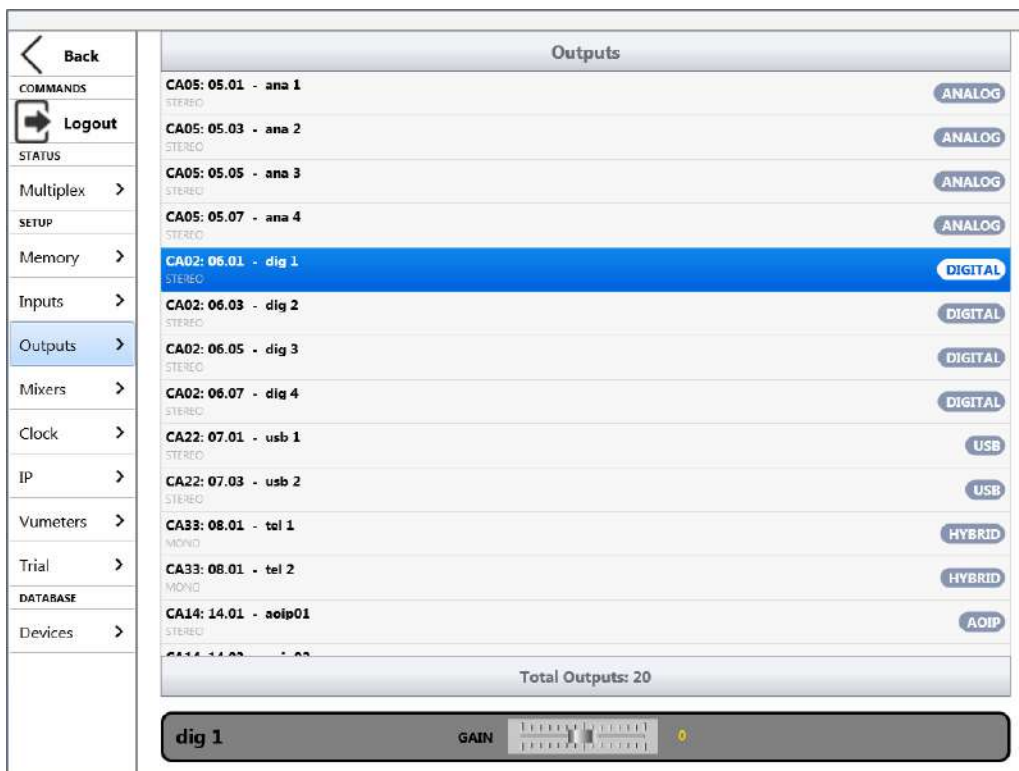 Back
COMMANDS
Logout
STATUS
Multiplex
SETUP
Memory
Inputs
Outputs
Mixers
Clock
IP
Vumeters
Trial
DATABASE
Devices
Outputs
CA05: 05.01 - ana 1
STEREO
ANALOG
CA05: 05.03 - ana 2
STEREO
ANALOG
CA05: 05.05 - ana 3
STEREO
ANALOG
CA05: 05.07 - ana 4
STEREO
ANALOG
CA02: 06.01 - dig 1
STEREO
DIGITAL
CA02: 06.03 - dig 2
STEREO
DIGITAL
CA02: 06.05 - dig 3
STEREO
DIGITAL
CA02: 06.07 - dig 4
STEREO
DIGITAL
CA22: 07.01 - usb 1
STEREO
USB
CA22: 07.03 - usb 2
STEREO
USB
CA33: 08.01 - tel 1
MONO
HYBRID
CA33: 08.01 - tel 2
MONO
HYBRID
CA14: 14.01 - aoip01
STEREO
AOIP
Total Outputs: 20
dig 1
GAIN
0